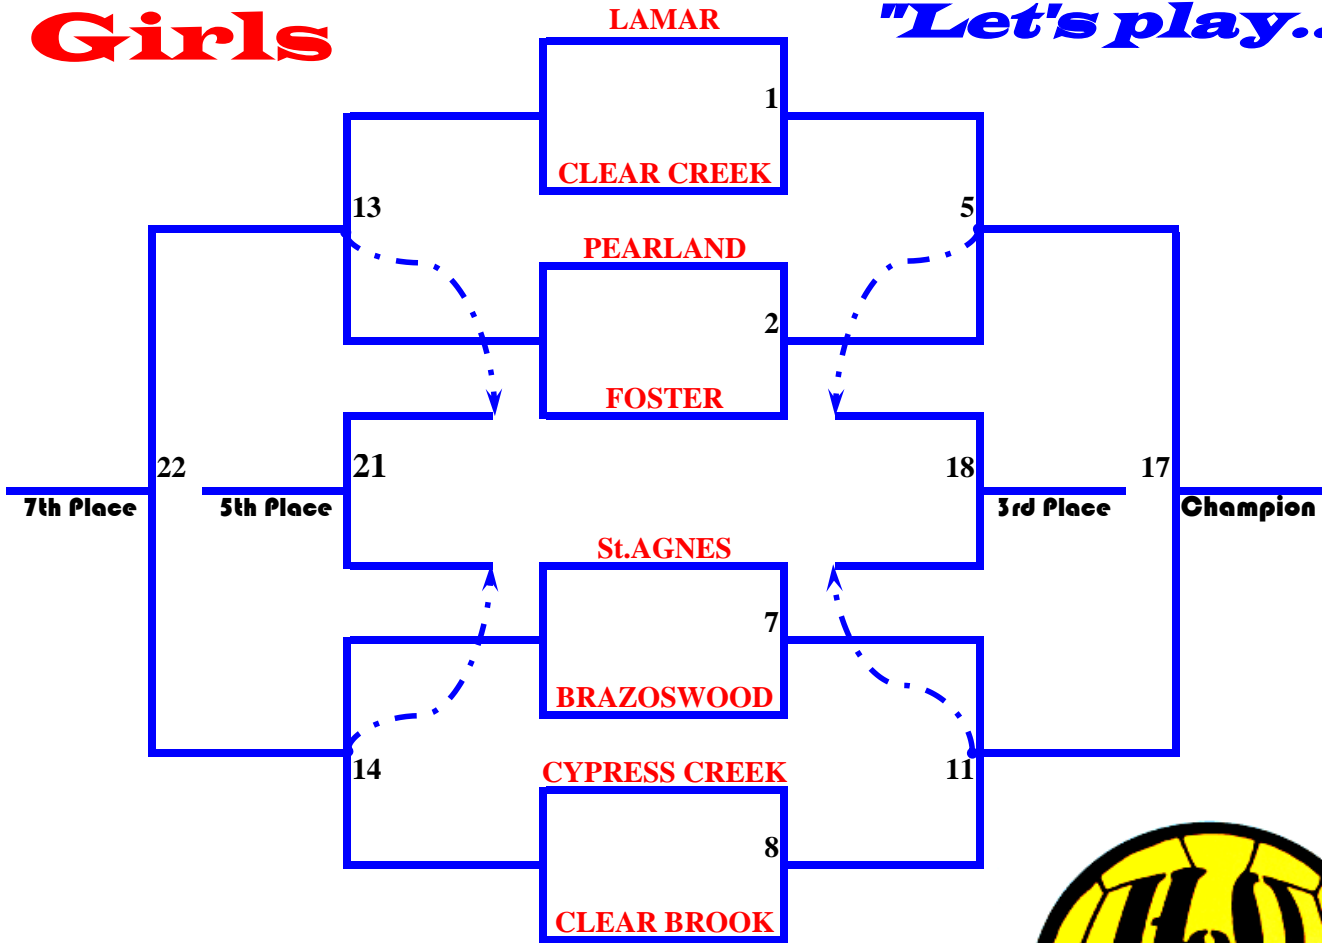 Girls
"Let's play..
LAMAR
1
CLEAR CREEK
13
5
PEARLAND
2
FOSTER
22
21
18
17
7th Place
5th Place
3rd Place
Champion
St.AGNES
7
BRAZOSWOOD
14
11
CYPRESS CREEK
8
CLEAR BROOK